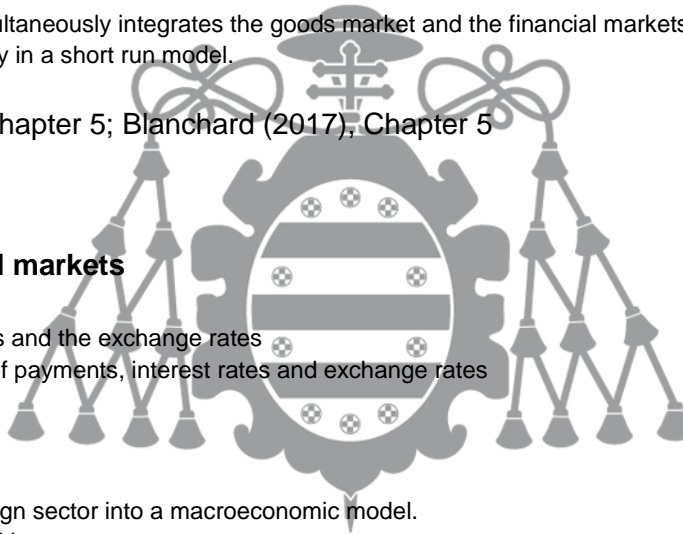 ultaneously integrates the goods market and the financial markets
y in a short run model.
hapter 5; Blanchard (2017), Chapter 5
l markets
s and the exchange rates
f payments, interest rates and exchange rates
gn sector into a macroeconomic model.